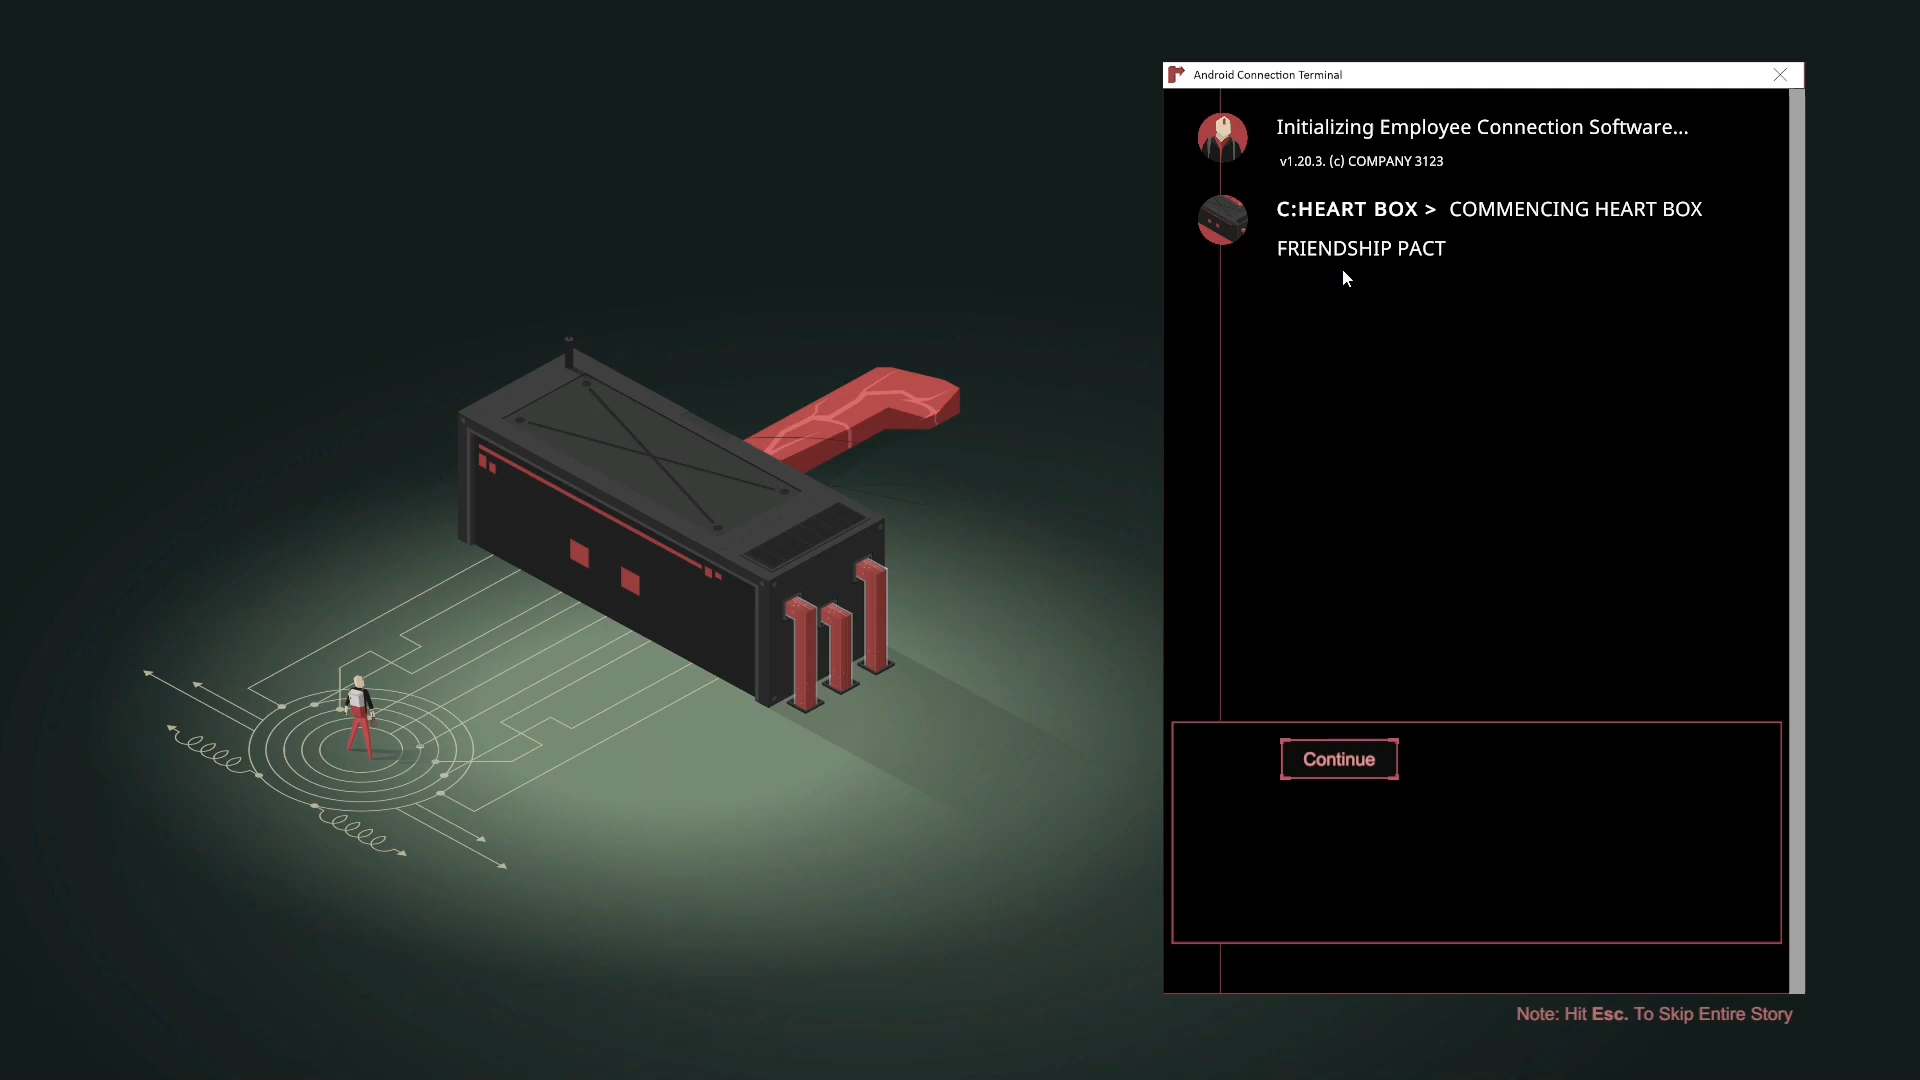 Android Connection Terminal
Initializing Employee Connection Software...
v1.20.3. (c) COMPANY 3123
C:HEART BOX > COMMENCING HEART BOX
FRIENDSHIP PACT
Continue
Note: Hit Esc. To Skip Entire Story